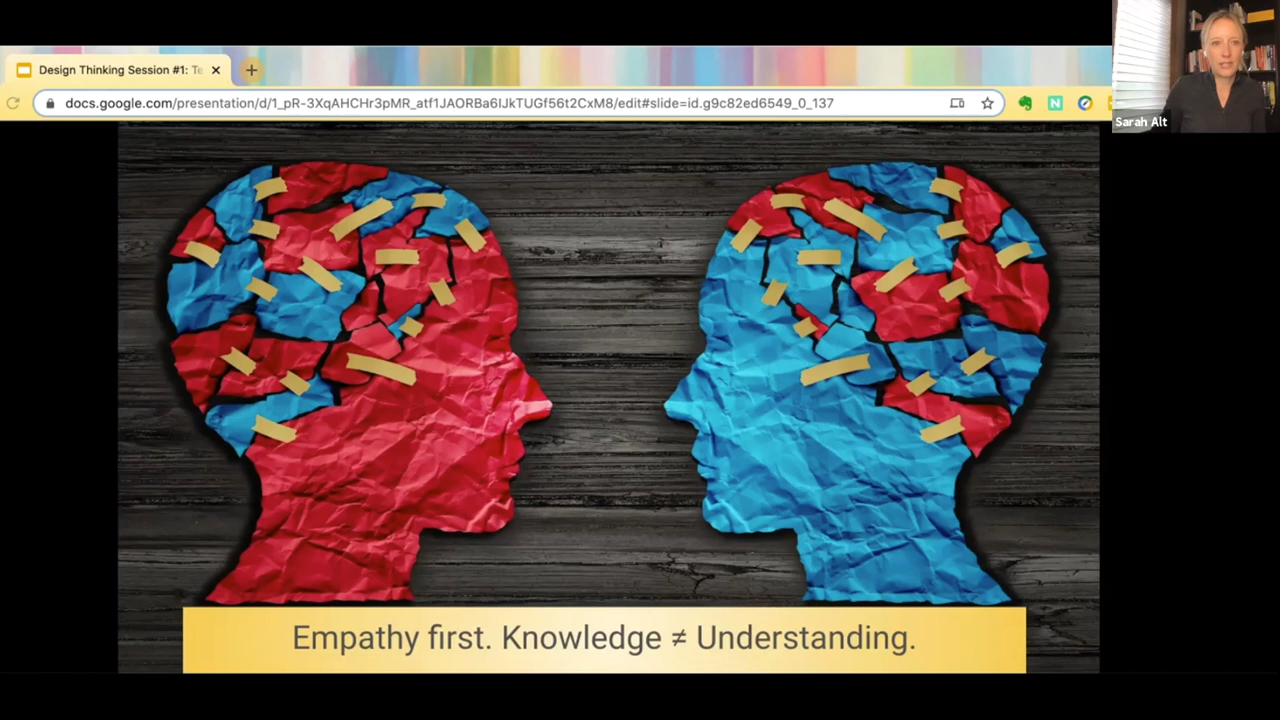 Design Thinking Session #1: Te
docs.google.com/presentation/d/1_pR-3XqAHCHr3pMR_atf1JAORBa6IJkTUGf56t2CxM8/edit#slide=id.g9c82ed6549_0_137
N
Sarah Alt
Empathy first. Knowledge ≠ Understanding.